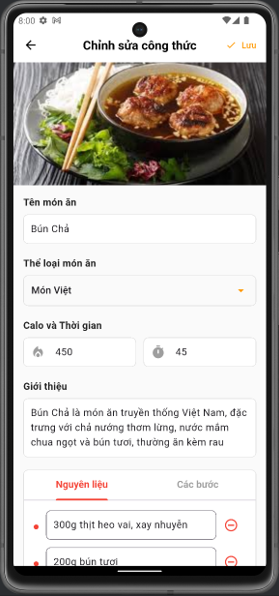 8:00
Chỉnh sửa công thức
Lưu
Tên món ăn
Bún Chả
Thể loại món ăn
Món Việt
Calo và Thời gian
450
45
Giới thiệu
Bún Chả là món ăn truyền thống Việt Nam, đặc
trưng với chả nướng thơm lừng, nước mắm
chua ngọt và bún tươi, thường ăn kèm rau
Nguyên liệu
Các bước
300g thịt heo vai, xay nhuyễn
200g bún tươi